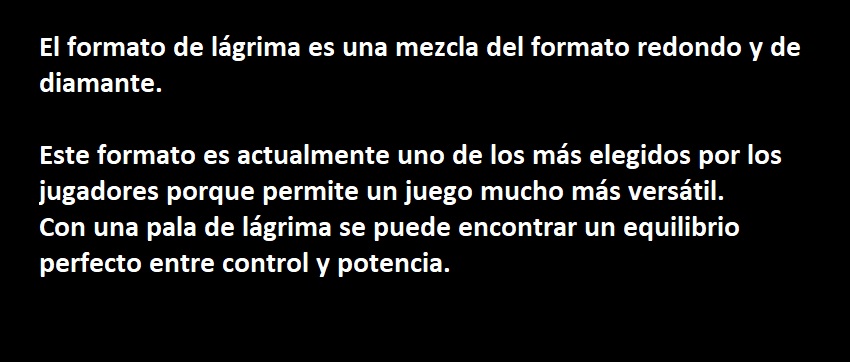 El formato de lágrima es una mezcla del formato redondo y de
diamante.
Este formato es actualmente uno de los más elegidos por los
jugadores porque permite un juego mucho más versátil.
Con una pala de lágrima se puede encontrar un equilibrio
perfecto entre control y potencia.